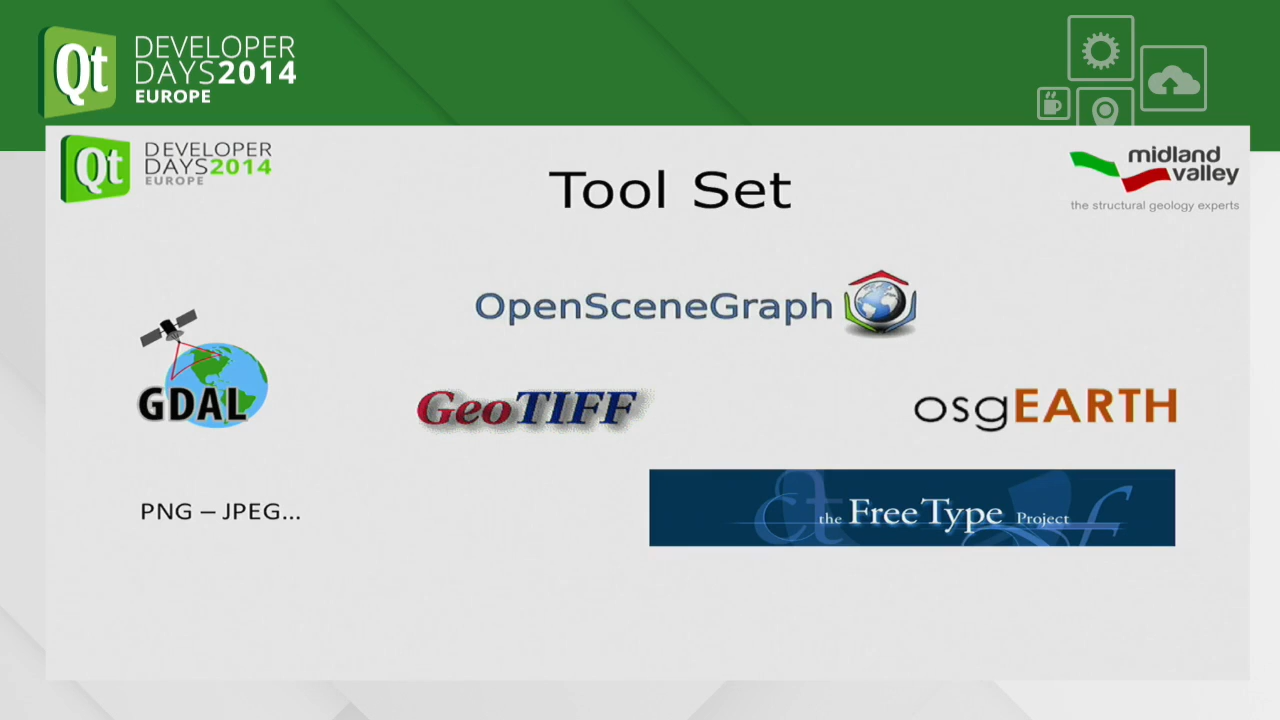 Qt
DEVELOPER
DAYS2014
EUROPE
Qt
DEVELOPER
DAYS2014
EUROPE
Tool Set
midland
valley
the structural geology experts
OpenSceneGraph
GDAL
GeoTIFF
osgEARTH
PNG – JPEG...
the FreeType Project